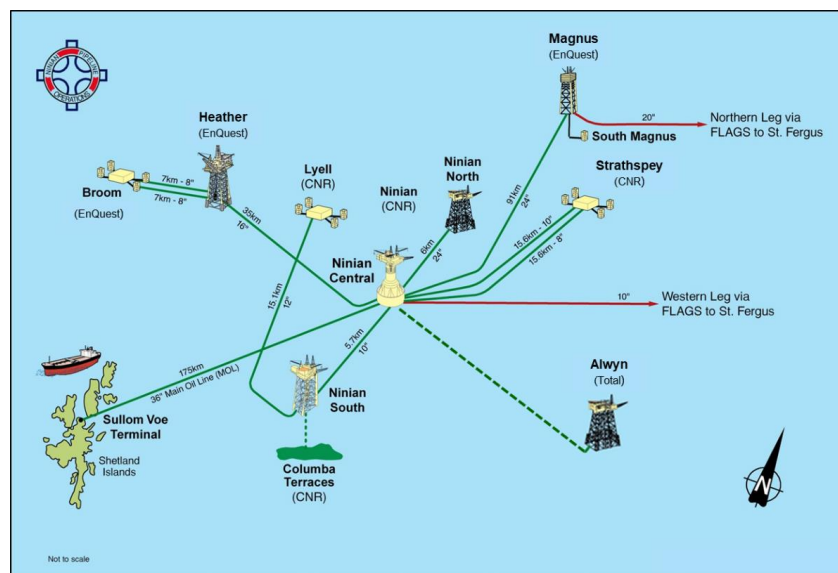 NINIAN PIPELINE
OPERATIONS
Magnus
(EnQuest)
20"
Northern Leg via
FLAGS to St. Fergus
South Magnus
Heather
(EnQuest)
Lyell
(CNR)
Ninian
(CNR)
Ninian
North
Strathspey
(CNR)
Broom
(EnQuest)
7km - 8"
7km - 8"
35km
16"
91km
24"
6km
24"
15.6km - 10"
15.6km - 8"
Ninian
Central
15.1km
12"
10"
Western Leg via
FLAGS to St. Fergus
5.7km
10"
175km
36" Main Oil Line (MOL)
Ninian
South
Alwyn
(Total)
Sullom Voe
Terminal
Shetland
Islands
Columba
Terraces
(CNR)
N
Not to scale